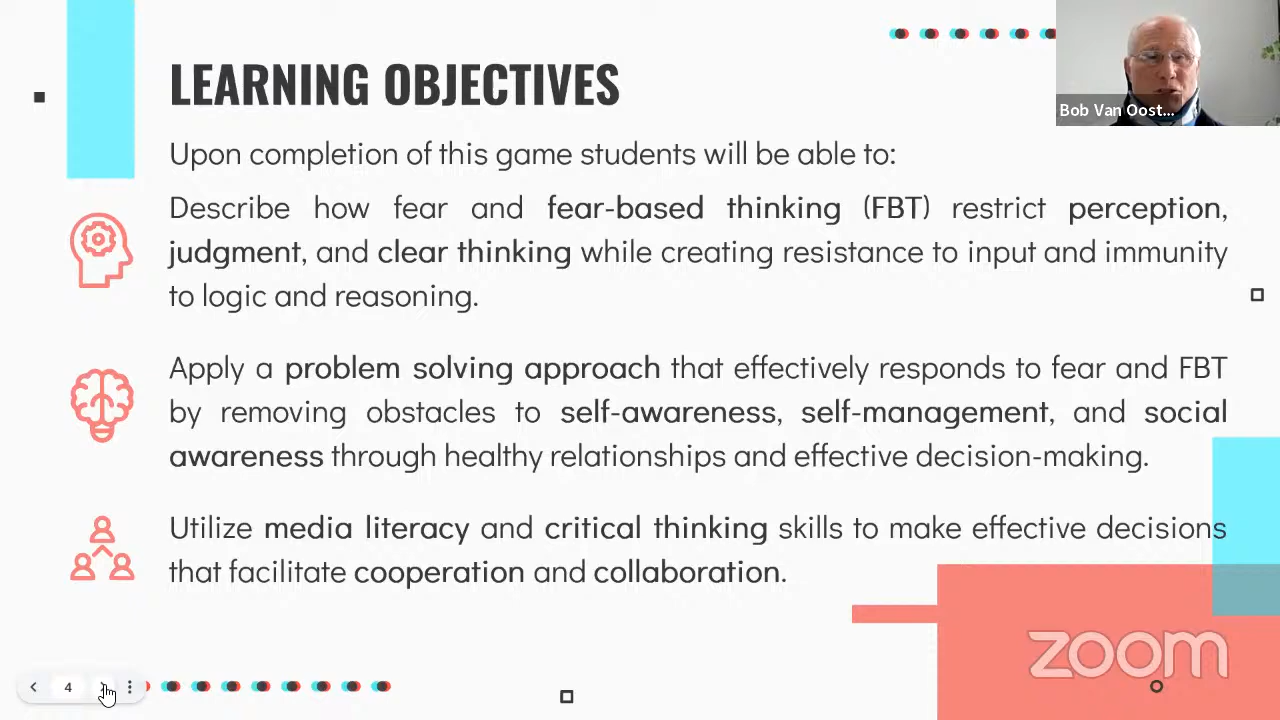 LEARNING OBJECTIVES
Bob Van Oost...
Upon completion of this game students will be able to:
Describe how fear and fear-based thinking (FBT) restrict perception,
judgment, and clear thinking while creating resistance to input and immunity
to logic and reasoning.
Apply a problem solving approach that effectively responds to fear and FBT
by removing obstacles to self-awareness, self-management, and social
awareness through healthy relationships and effective decision-making.
Utilize media literacy and critical thinking skills to make effective decisions
that facilitate cooperation and collaboration.
zoom
4